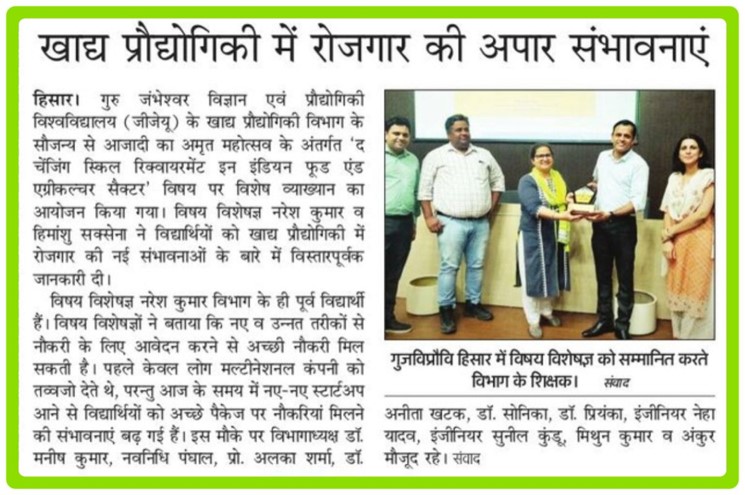 खाद्य प्रौद्योगिकी में रोजगार की अपार संभावनाएं
हिसार। गुरु जंभेश्वर विज्ञान एवं प्रौद्योगिकी
विश्वविद्यालय (जीजेयू) के खाद्य प्रौद्योगिकी विभाग के
सौजन्य से आजादी का अमृत महोत्सव के अंतर्गत ‘द
चेंजिंग स्किल रिक्वायरमेंट इन इंडियन फूड एंड
एग्रीकल्चर सैक्टर’ विषय पर विशेष व्याख्यान का
आयोजन किया गया। विषय विशेषज्ञ नरेश कुमार व
हिमांशु सक्सेना ने विद्यार्थियों को खाद्य प्रौद्योगिकी में
रोजगार की नई संभावनाओं के बारे में विस्तारपूर्वक
जानकारी दी।
विषय विशेषज्ञ नरेश कुमार विभाग के ही पूर्व विद्यार्थी
हैं। विषय विशेषज्ञों ने बताया कि नए व उन्नत तरीकों से
नौकरी के लिए आवेदन करने से अच्छी नौकरी मिल
सकती है। पहले केवल लोग मल्टीनेशनल कंपनी को
तवज्जो देते थे, परन्तु आज के समय में नए-नए स्टार्टअप
आने से विद्यार्थियों को अच्छे पैकेज पर नौकरियां मिलने
की संभावनाएं बढ़ गई हैं। इस मौके पर विभागाध्यक्ष डॉ.
मनीष कुमार, नवनिधि पंघाल, प्रो. अलका शर्मा, डॉ.
गुजविप्रौवि हिसार में विषय विशेषज्ञ को सम्मानित करते
विभाग के शिक्षक। संवाद
अनीता खटक, डॉ. सोनिका, डॉ. प्रियंका, इंजीनियर नेहा
यादव, इंजीनियर सुनील कुंडू, मिथुन कुमार व अंकुर
मौजूद रहे। संवाद